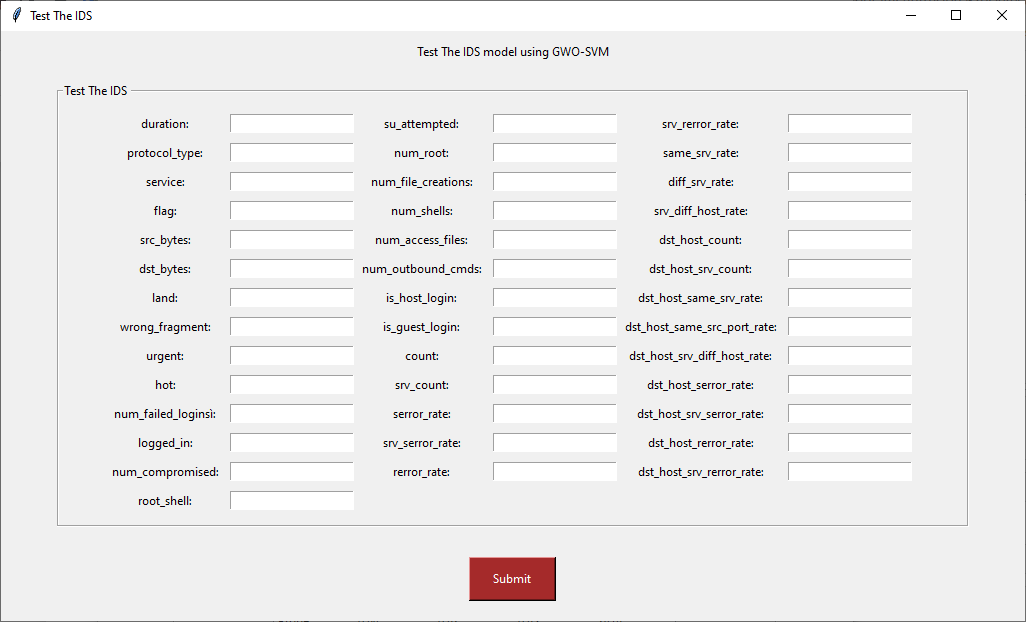 Test The IDS
Test The IDS model using GWO-SVM
Test The IDS
duration:
protocol_type:
service:
flag:
src_bytes:
dst_bytes:
land:
wrong_fragment:
urgent:
hot:
num_failed_loginsì:
logged_in:
num_compromised:
root_shell:
su_attempted:
num_root:
num_file_creations:
num_shells:
num_access_files:
num_outbound_cmds:
is_host_login:
is_guest_login:
count:
srv_count:
serror_rate:
srv_serror_rate:
rerror_rate:
srv_rerror_rate:
same_srv_rate:
diff_srv_rate:
srv_diff_host_rate:
dst_host_count:
dst_host_srv_count:
dst_host_same_srv_rate:
dst_host_same_src_port_rate:
dst_host_srv_diff_host_rate:
dst_host_serror_rate:
dst_host_srv_serror_rate:
dst_host_rerror_rate:
dst_host_srv_rerror_rate:
Submit